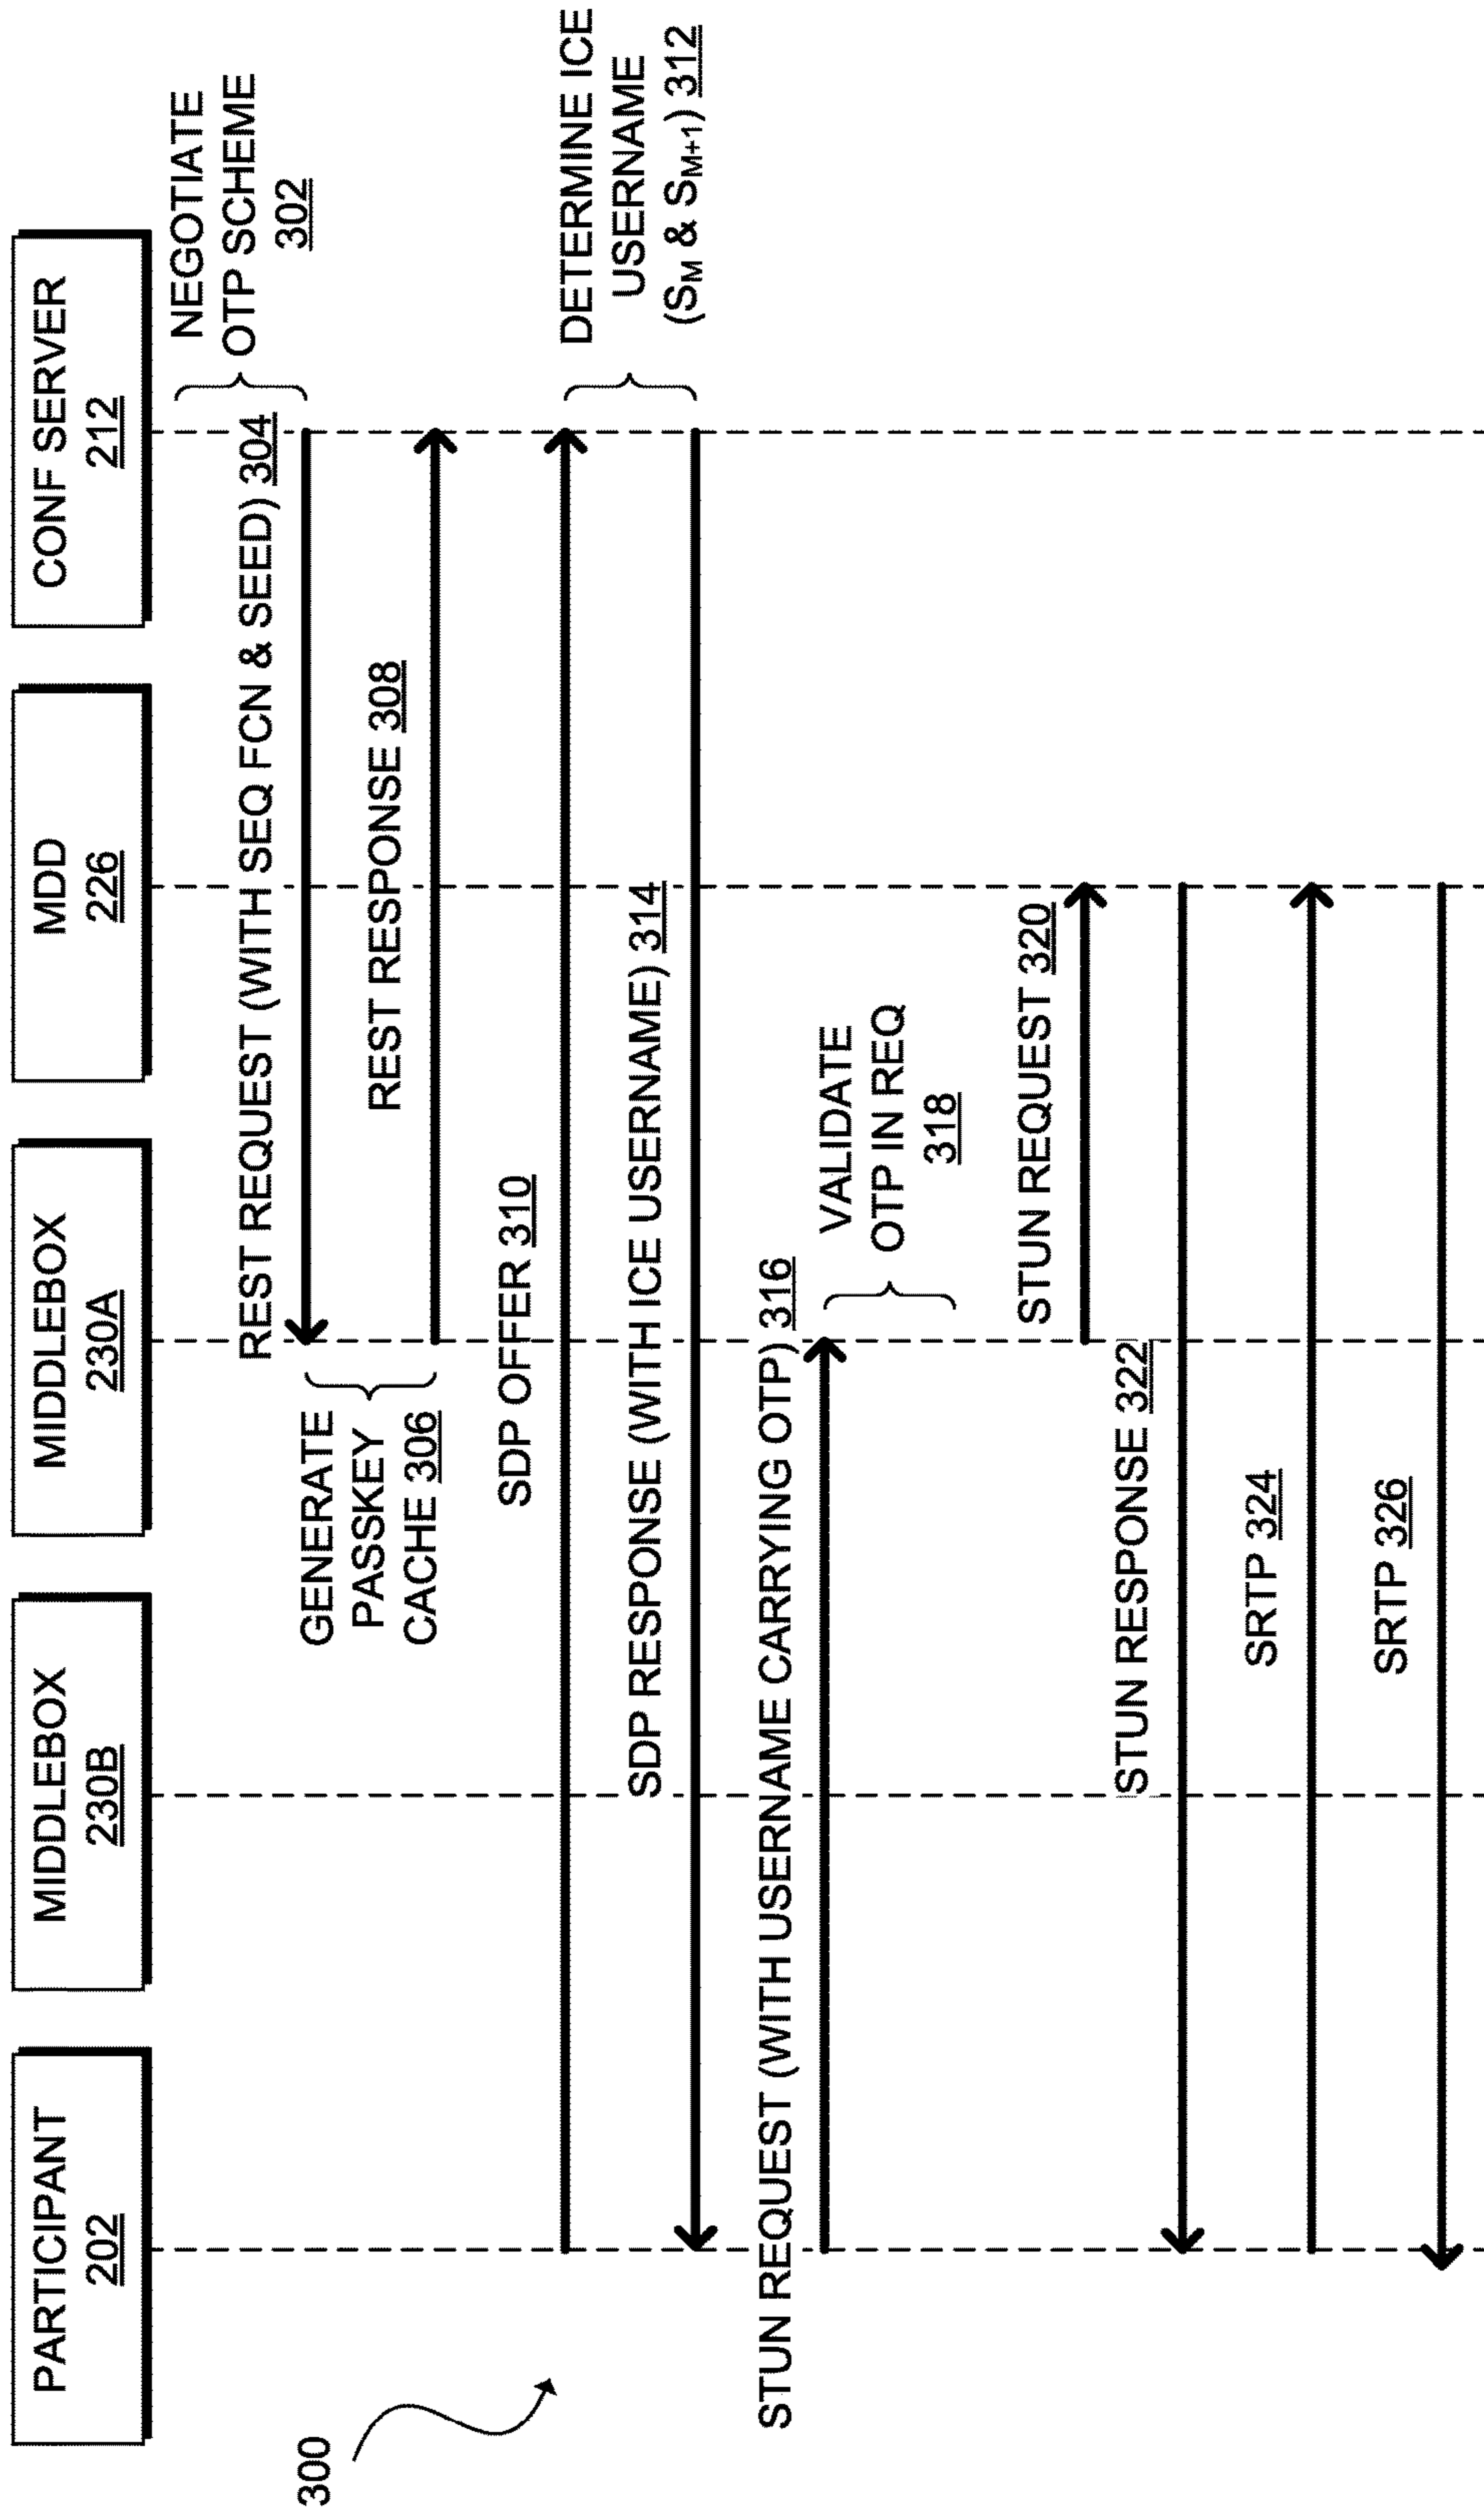 PARTICIPANT
202
MIDDLEBOX
230B
MIDDLEBOX
230A
MDD
226
CONF SERVER
212
NEGOTIATE
OTP SCHEME
302
REST REQUEST (WITH SEQ FCN & SEED) 304
GENERATE
PASSKEY
CACHE 306
REST RESPONSE 308
300
SDP OFFER 310
DETERMINE ICE
USERNAME
(SM & SM+1) 312
SDP RESPONSE (WITH ICE USERNAME) 314
STUN REQUEST (WITH USERNAME CARRYING OTP) 316
VALIDATE
OTP IN REQ
318
STUN REQUEST 320
STUN RESPONSE 322
SRTP 324
SRTP 326